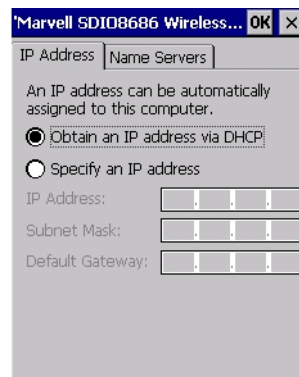 'Marvell SDIO8686 Wireless... OK ×
IP Address Name Servers
An IP address can be automatically
assigned to this computer.
Obtain an IP address via DHCP
Specify an IP address
IP Address:
Subnet Mask:
Default Gateway: